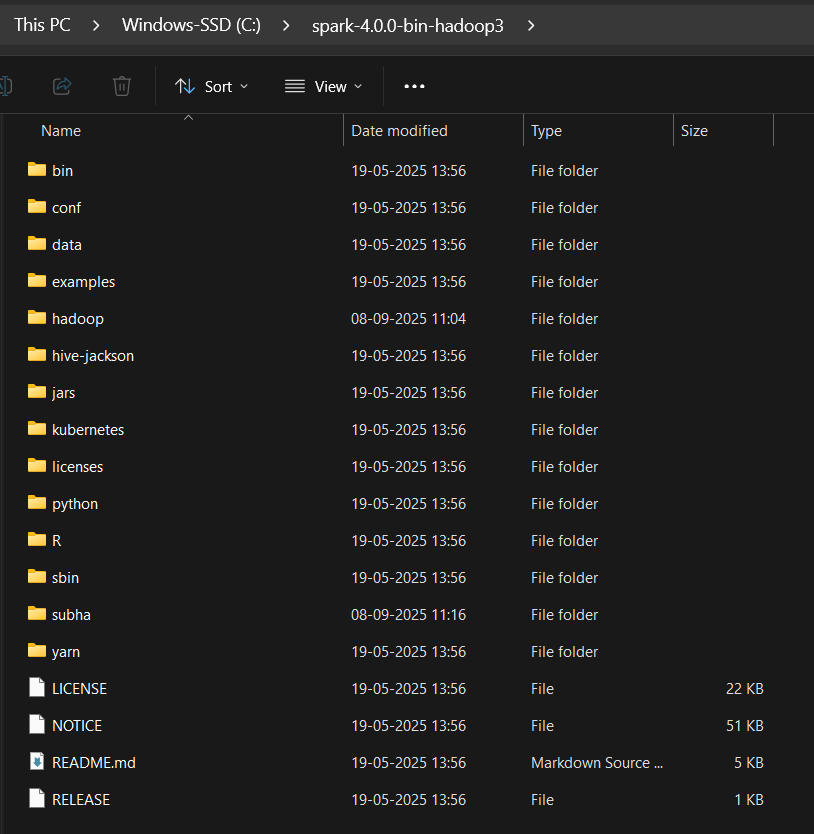 This PC > Windows-SSD (C:) > spark-4.0.0-bin-hadoop3 >
Sort View
Name Date modified Type Size
bin 19-05-2025 13:56 File folder
conf 19-05-2025 13:56 File folder
data 19-05-2025 13:56 File folder
examples 19-05-2025 13:56 File folder
hadoop 08-09-2025 11:04 File folder
hive-jackson 19-05-2025 13:56 File folder
jars 19-05-2025 13:56 File folder
kubernetes 19-05-2025 13:56 File folder
licenses 19-05-2025 13:56 File folder
python 19-05-2025 13:56 File folder
R 19-05-2025 13:56 File folder
sbin 19-05-2025 13:56 File folder
subha 08-09-2025 11:16 File folder
yarn 19-05-2025 13:56 File folder
LICENSE 19-05-2025 13:56 File 22 KB
NOTICE 19-05-2025 13:56 File 51 KB
README.md 19-05-2025 13:56 Markdown Source ... 5 KB
RELEASE 19-05-2025 13:56 File 1 KB